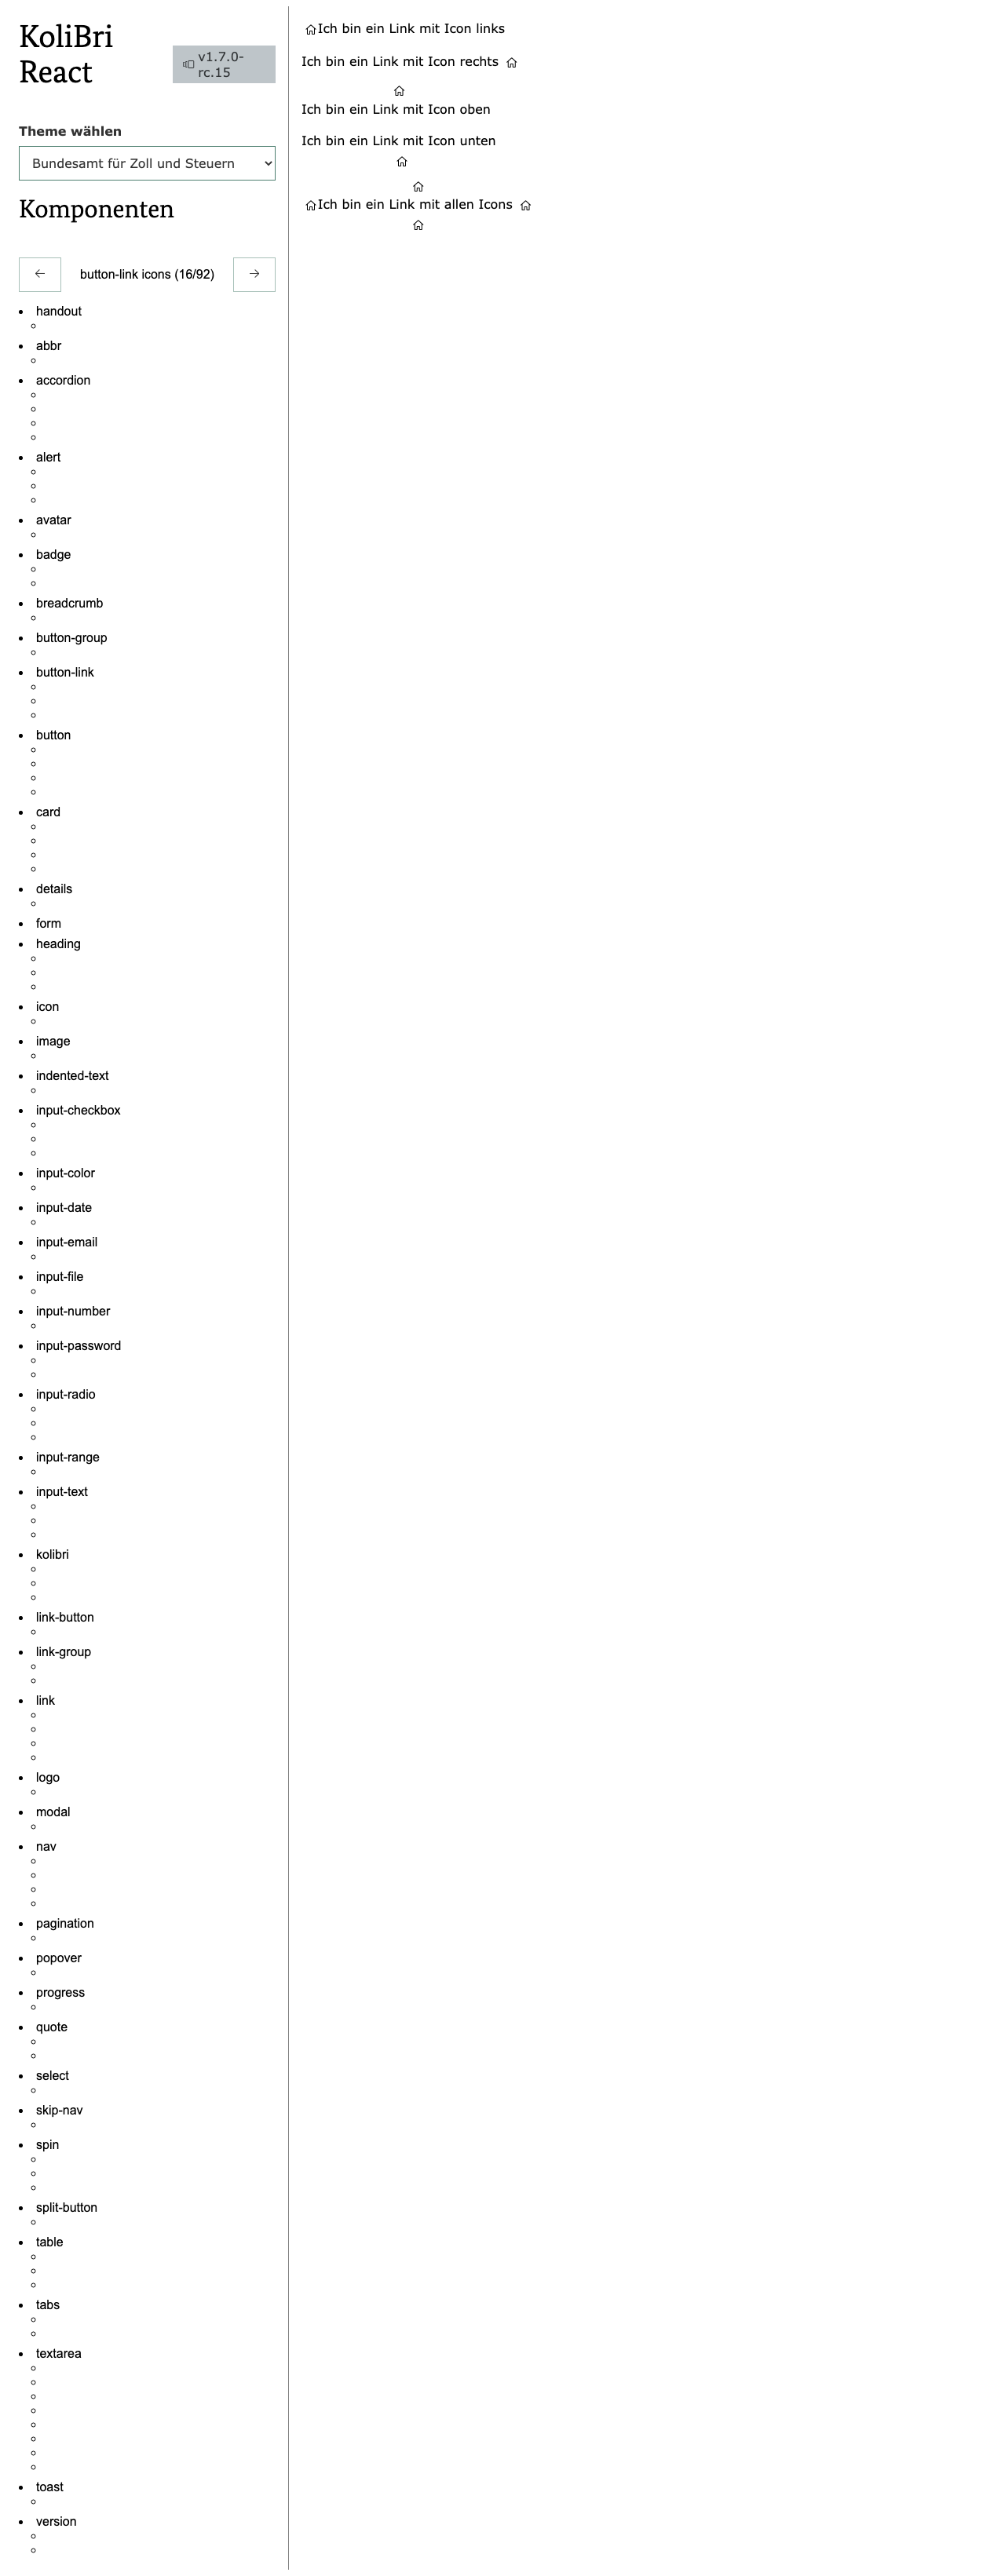 KoliBri
React
v1.7.0-
rc.15
Theme wählen
Bundesamt für Zoll und Steuern
Komponenten
button-link icons (16/92)
handout
abbr
accordion
alert
avatar
badge
breadcrumb
button-group
button-link
button
card
details
form
heading
icon
image
indented-text
input-checkbox
input-color
input-date
input-email
input-file
input-number
input-password
input-radio
input-range
input-text
kolibri
link-button
link-group
link
logo
modal
nav
pagination
popover
progress
quote
select
skip-nav
spin
split-button
table
tabs
textarea
toast
version
Ich bin ein Link mit Icon links
Ich bin ein Link mit Icon rechts
Ich bin ein Link mit Icon oben
Ich bin ein Link mit Icon unten
Ich bin ein Link mit allen Icons